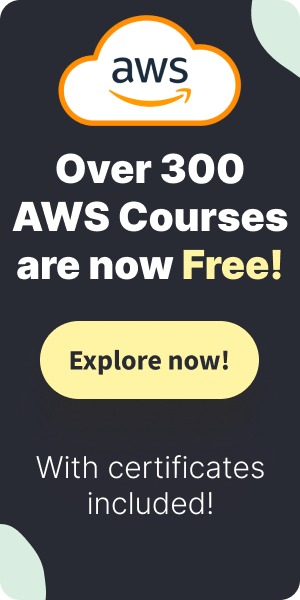 aws
Over 300
AWS Courses
are now Free!
Explore now!
With certificates
included!